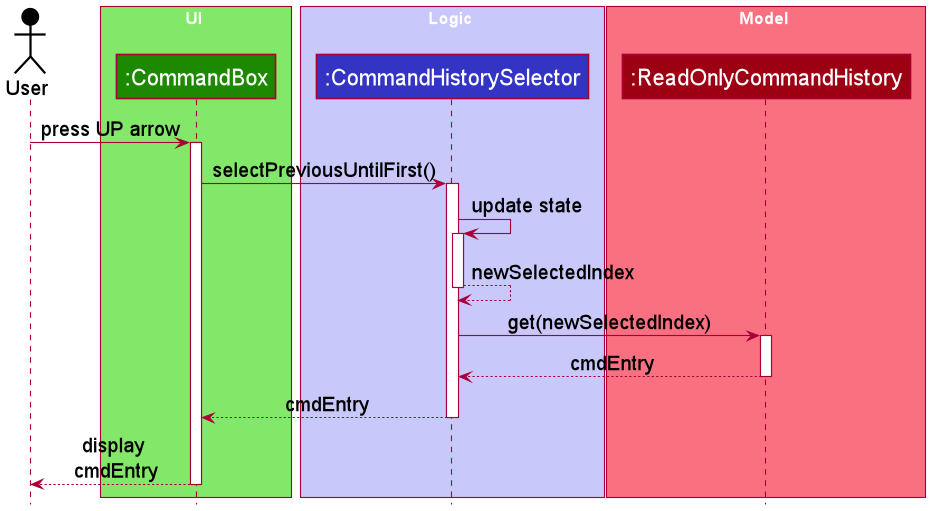 UI
Logic
Model
:CommandBox
:CommandHistorySelector
:ReadOnlyCommandHistory
User
press UP arrow
selectPreviousUntilFirst()
update state
newSelectedIndex
get(newSelectedIndex)
cmdEntry
cmdEntry
display
cmdEntry